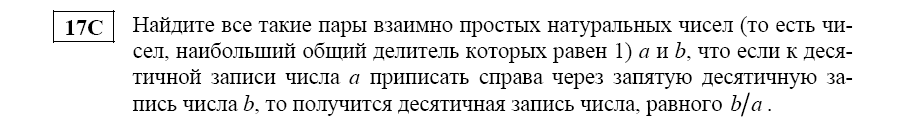 17C Найдите все такие пары взаимно простых натуральных чисел (то есть чи-
сел, наибольший общий делитель которых равен 1) a и b, что если к деся-
тичной записи числа a приписать справа через запятую десятичную за-
пись числа b, то получится десятичная запись числа, равного b/a .